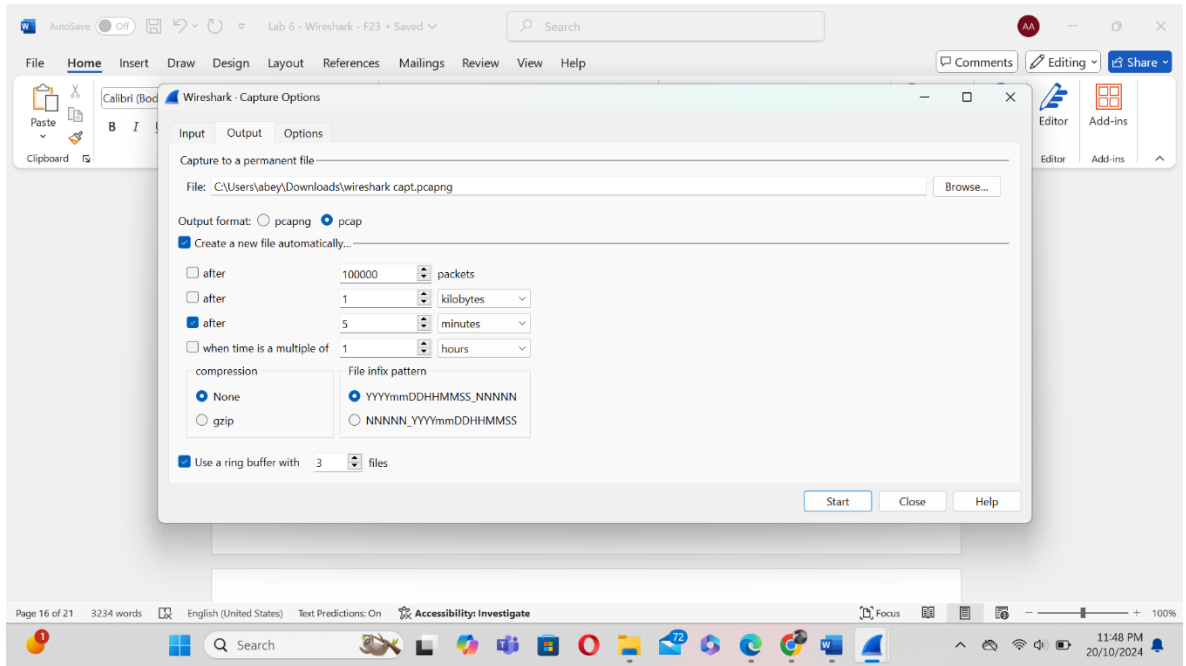 AutoSave Off Lab 6 - Wireshark - F23 • Saved Search AA
File Home Insert Draw Design Layout References Mailings Review View Help Comments Editing Share
Paste
Clipboard
Calibri (Bod
B I U
Editor
Add-ins
Editor Add-ins
Wireshark · Capture Options
Input Output Options
Capture to a permanent file
File: C:\Users\abey\Downloads\wireshark capt.pcapng Browse...
Output format: pcapng pcap
Create a new file automatically...
after 100000 packets
after 1 kilobytes
after 5 minutes
when time is a multiple of 1 hours
compression File infix pattern
None YYYYmmDDHHMMSS_NNNNN
gzip NNNNN_YYYYmmDDHHMMSS
Use a ring buffer with 3 files
Start Close Help
Page 16 of 21 3234 words English (United States) Text Predictions: On Accessibility: Investigate Focus 100%
1 Search 72 11:48 PM
20/10/2024